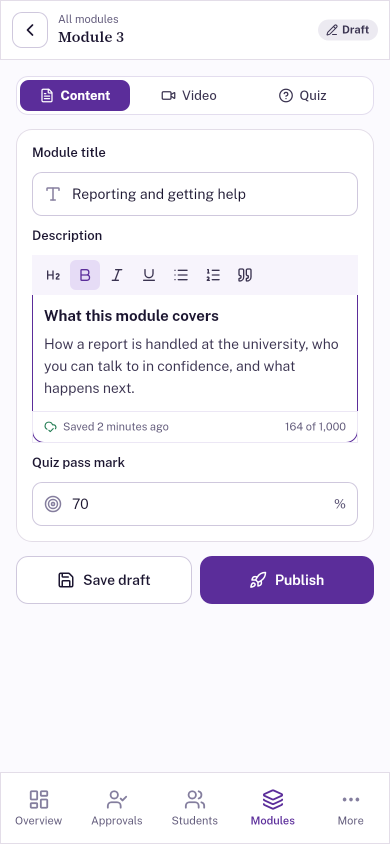 All modules
Module 3
Draft
Content
Video
Quiz
Module title
Reporting and getting help
Description
H2 B I U
What this module covers
How a report is handled at the university, who
you can talk to in confidence, and what
happens next.
Saved 2 minutes ago
164 of 1,000
Quiz pass mark
70 %
Save draft
Publish
Overview
Approvals
Students
Modules
More